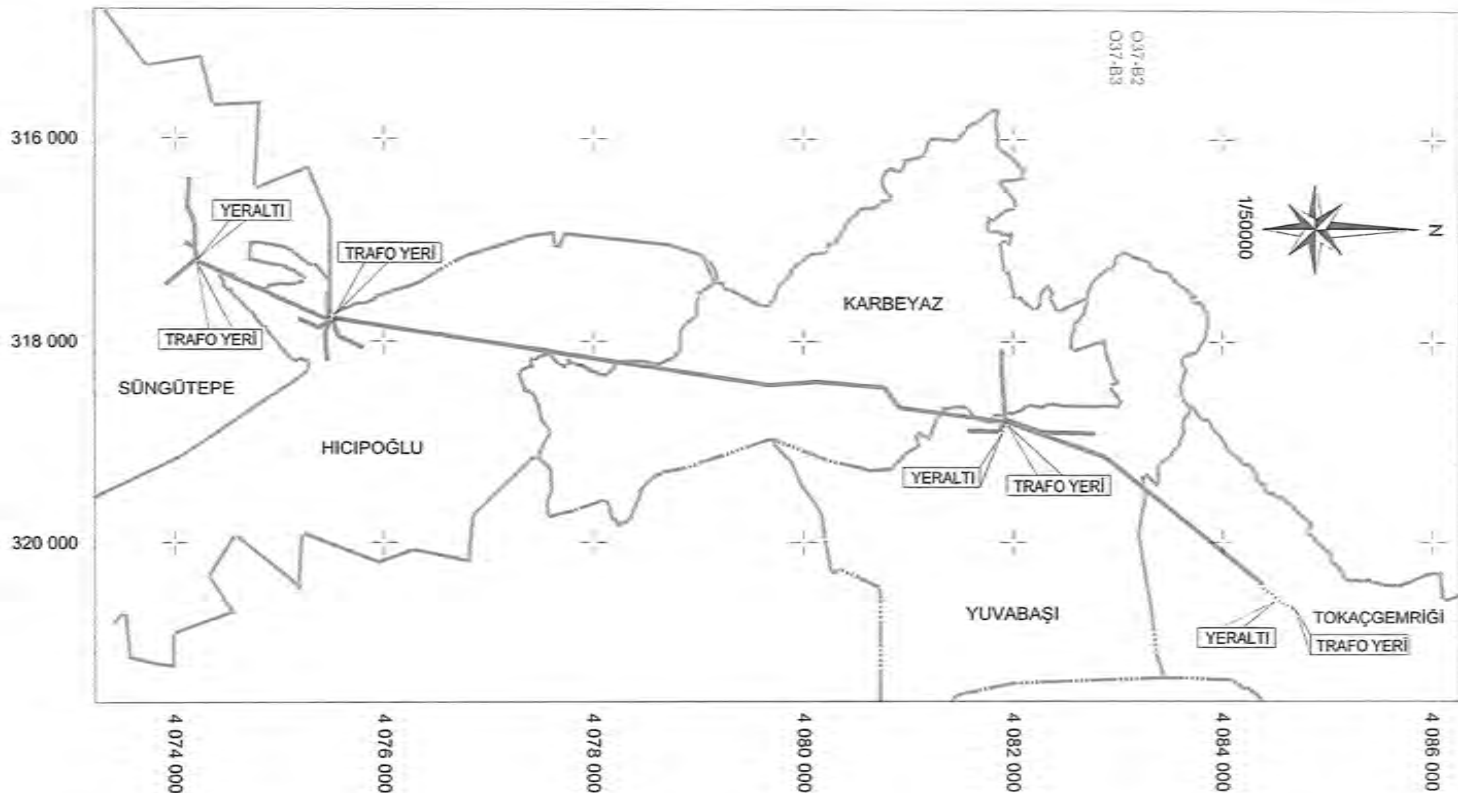 O37-B2
O37-B3
316 000
1/50000
N
YERALTI
TRAFO YERİ
KARBEYAZ
318 000
TRAFO YERİ
SÜNGÜTEPE
HICIPOĞLU
YERALTI
TRAFO YERİ
320 000
YUVABAŞI
TOKAÇGEMRİĞİ
YERALTI
TRAFO YERİ
4 074 000
4 076 000
4 078 000
4 080 000
4 082 000
4 084 000
4 086 000